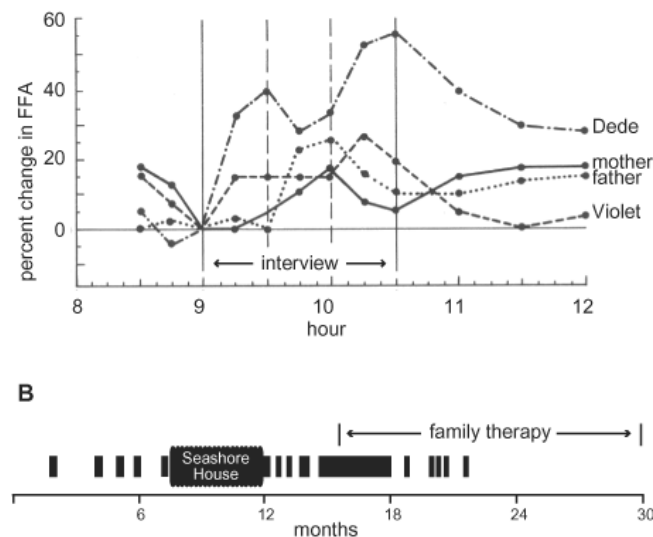 60
40
20
0
percent change in FFA
Dede
mother
father
Violet
interview
8 9 10 11 12
hour
B
family therapy
Seashore
House
6 12 18 24 30
months